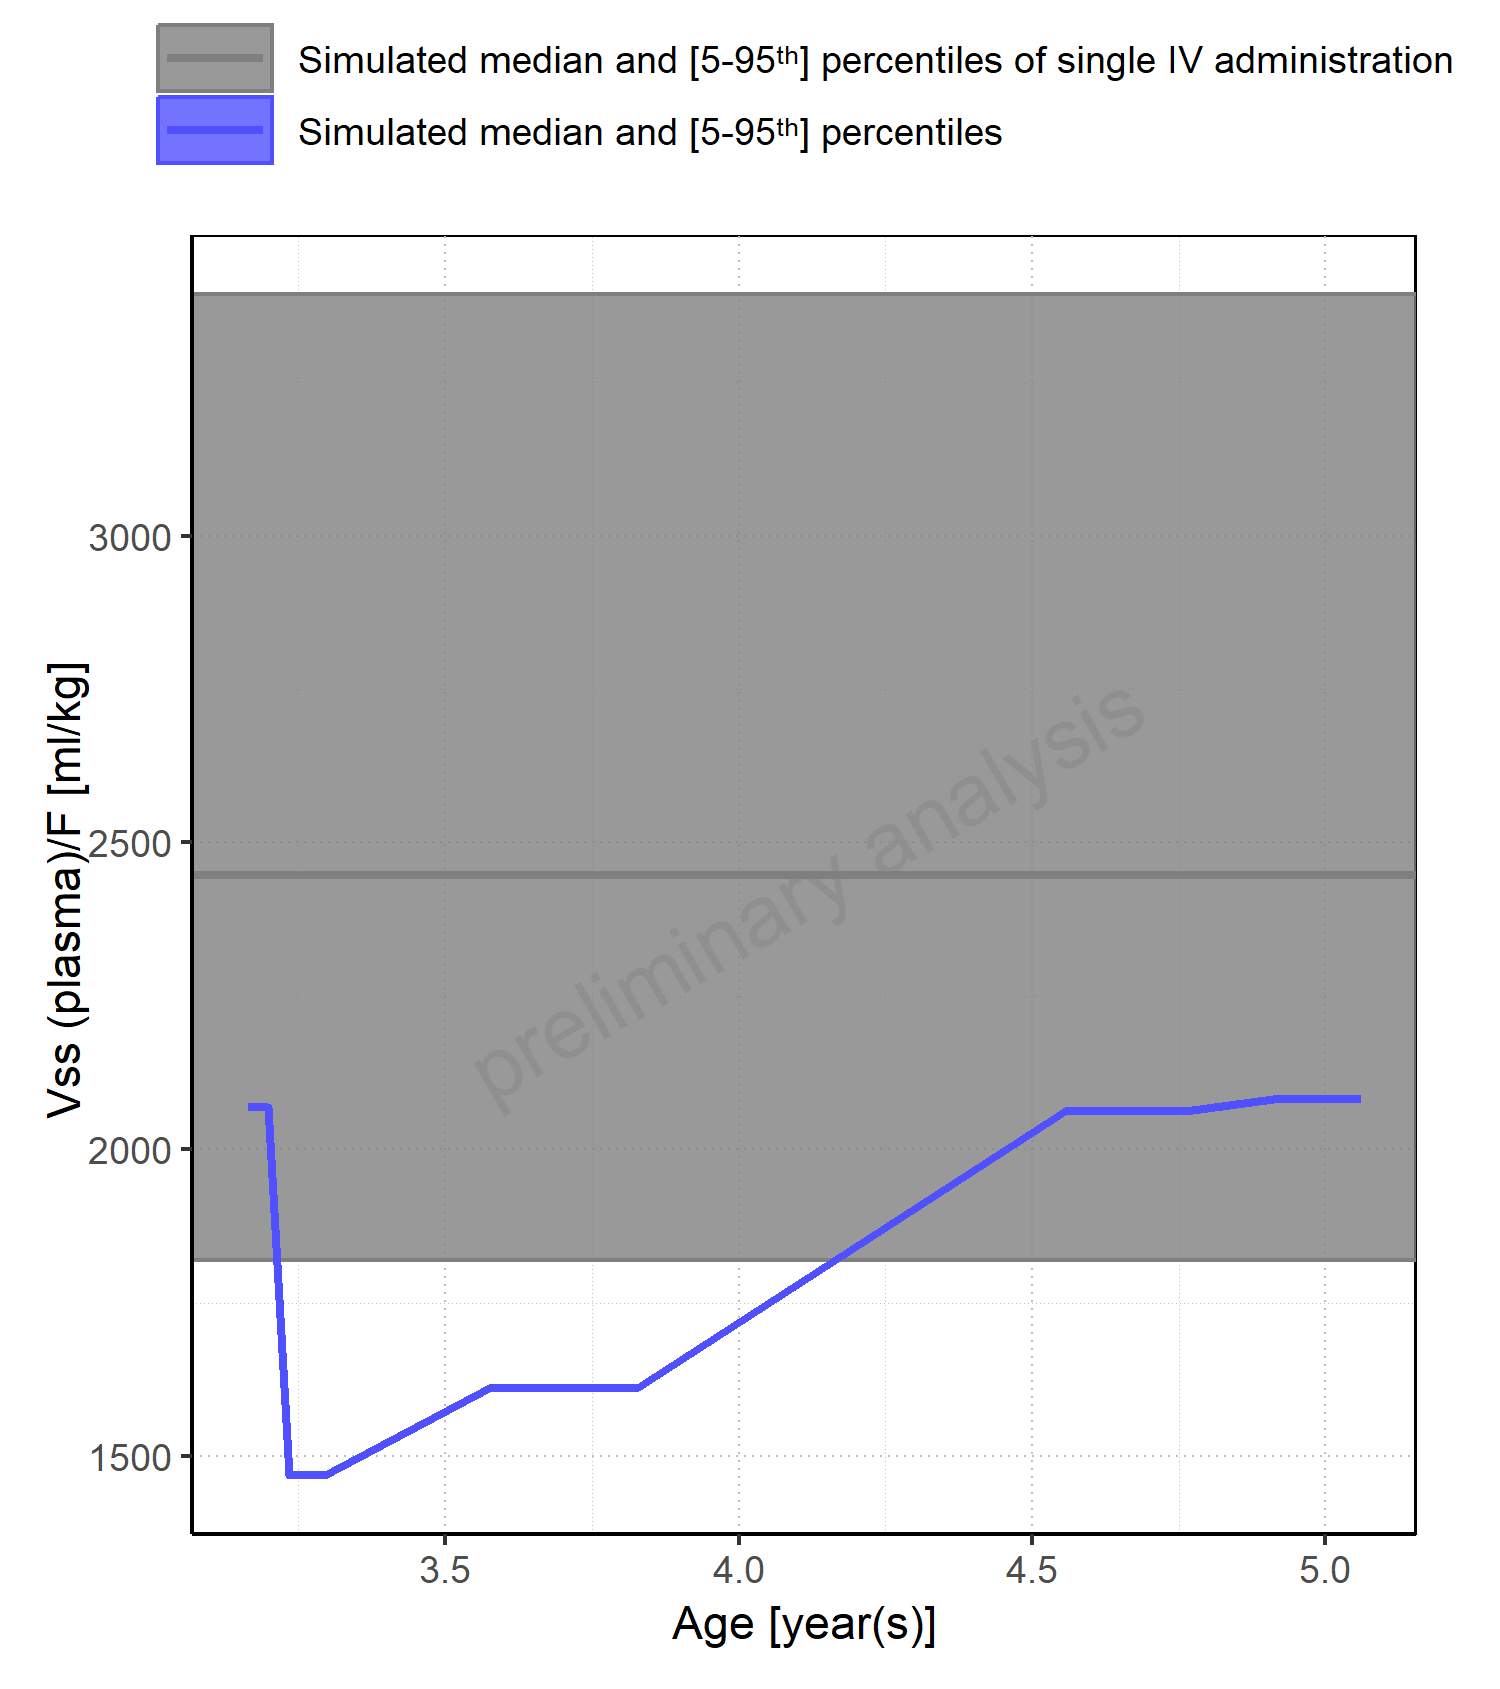 Simulated median and [5-95th] percentiles of single IV administration
Simulated median and [5-95th] percentiles
3000
2500
2000
1500
Vss (plasma)/F [ml/kg]
preliminary analysis
3.5 4.0 4.5 5.0
Age [year(s)]